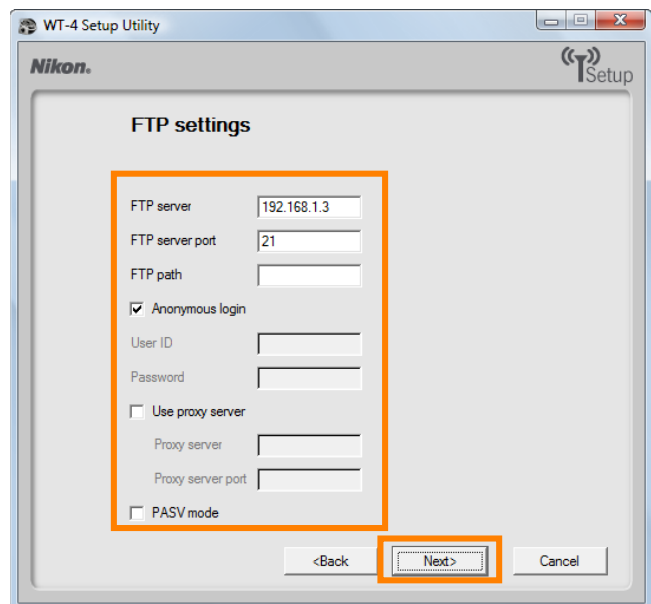 WT-4 Setup Utility
Nikon.
Setup
FTP settings
FTP server 192.168.1.3
FTP server port 21
FTP path
Anonymous login
User ID
Password
Use proxy server
Proxy server
Proxy server port
PASV mode
<Back Next> Cancel